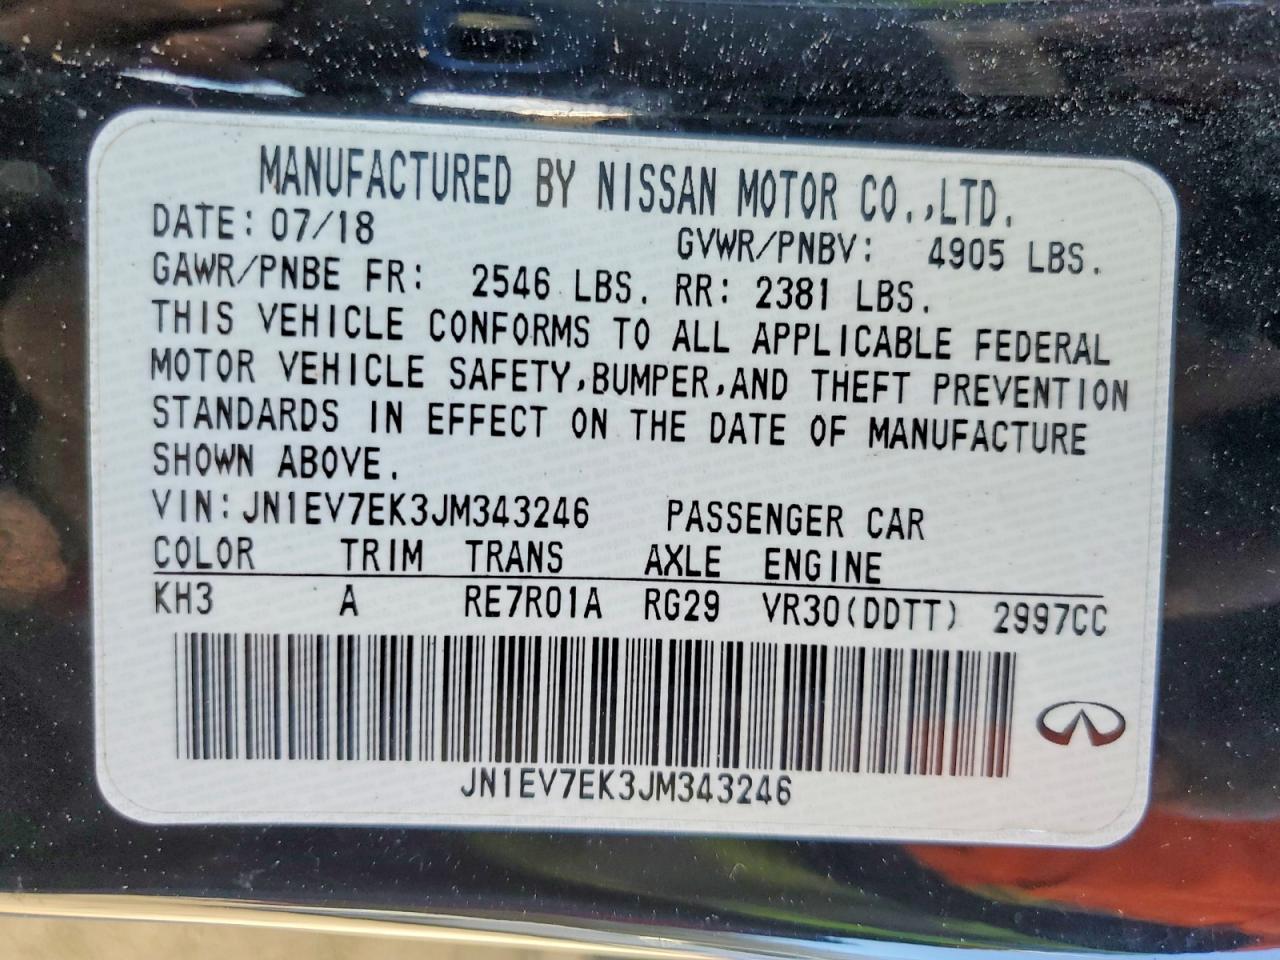 MANUFACTURED BY NISSAN MOTOR CO.,LTD.
DATE: 07/18 GVWR/PNBV: 4905 LBS.
GAWR/PNBE FR: 2546 LBS. RR: 2381 LBS.
THIS VEHICLE CONFORMS TO ALL APPLICABLE FEDERAL
MOTOR VEHICLE SAFETY,BUMPER,AND THEFT PREVENTION
STANDARDS IN EFFECT ON THE DATE OF MANUFACTURE
SHOWN ABOVE.
VIN: JN1EV7EK3JM343246 PASSENGER CAR
COLOR TRIM TRANS AXLE ENGINE
KH3 A RE7R01A RG29 VR30(DDTT) 2997CC
JN1EV7EK3JM343246